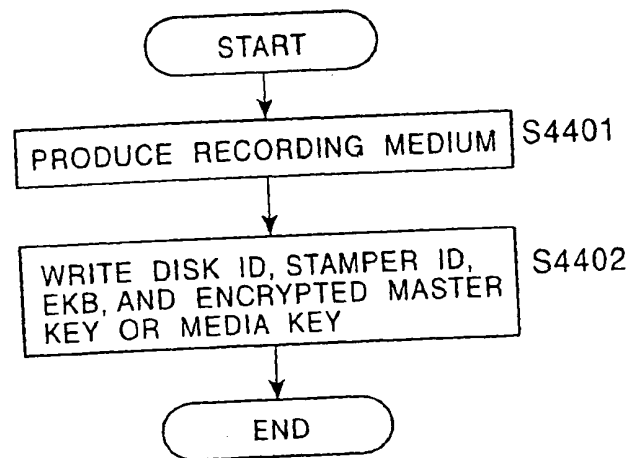 START
PRODUCE RECORDING MEDIUM
S4401
WRITE DISK ID, STAMPER ID,
S4402
EKB, AND ENCRYPTED MASTER
KEY OR MEDIA KEY
END